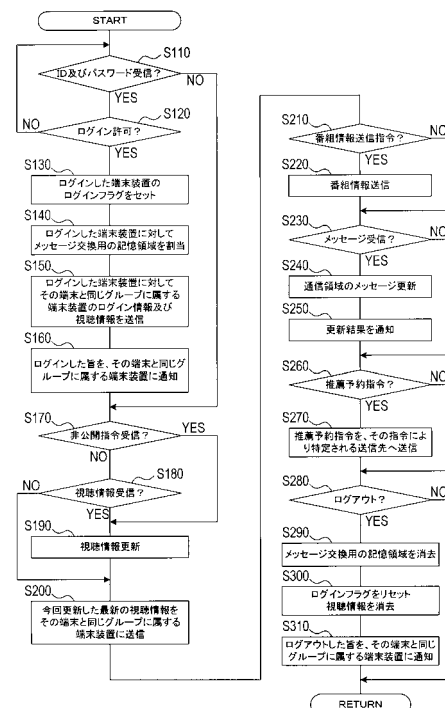 START
S110
ID及びパスワード受信?
NO
YES
S120
NO
ログイン許可?
YES
S130
ログインした端末装置の
ログインフラグをセット
S140
ログインした端末装置に対して
メッセージ交換用の記憶領域を割当
S150
ログインした端末装置に対して
その端末と同じグループに属する
端末装置のログイン情報及び
視聴情報を送信
S160
ログインした旨を、その端末と同じグ
ループに属する端末装置に通知
S170
非公開指令受信?
YES
NO
S180
NO
視聴情報受信?
YES
S190
視聴情報更新
S200
今回更新した最新の視聴情報を
その端末と同じグループに属する
端末装置に送信
S210
番組情報送信指令?
NO
YES
S220
番組情報送信
S230
メッセージ受信?
NO
YES
S240
通信領域のメッセージ更新
S250
更新結果を通知
S260
推薦予約指令?
NO
YES
S270
推薦予約指令を、その指令によ
り特定される送信先へ送信
S280
ログアウト?
NO
YES
S290
メッセージ交換用の記憶領域を消去
S300
ログインフラグをリセット
視聴情報を消去
S310
ログアウトした旨を、その端末と同じ
グループに属する端末装置に通知
RETURN